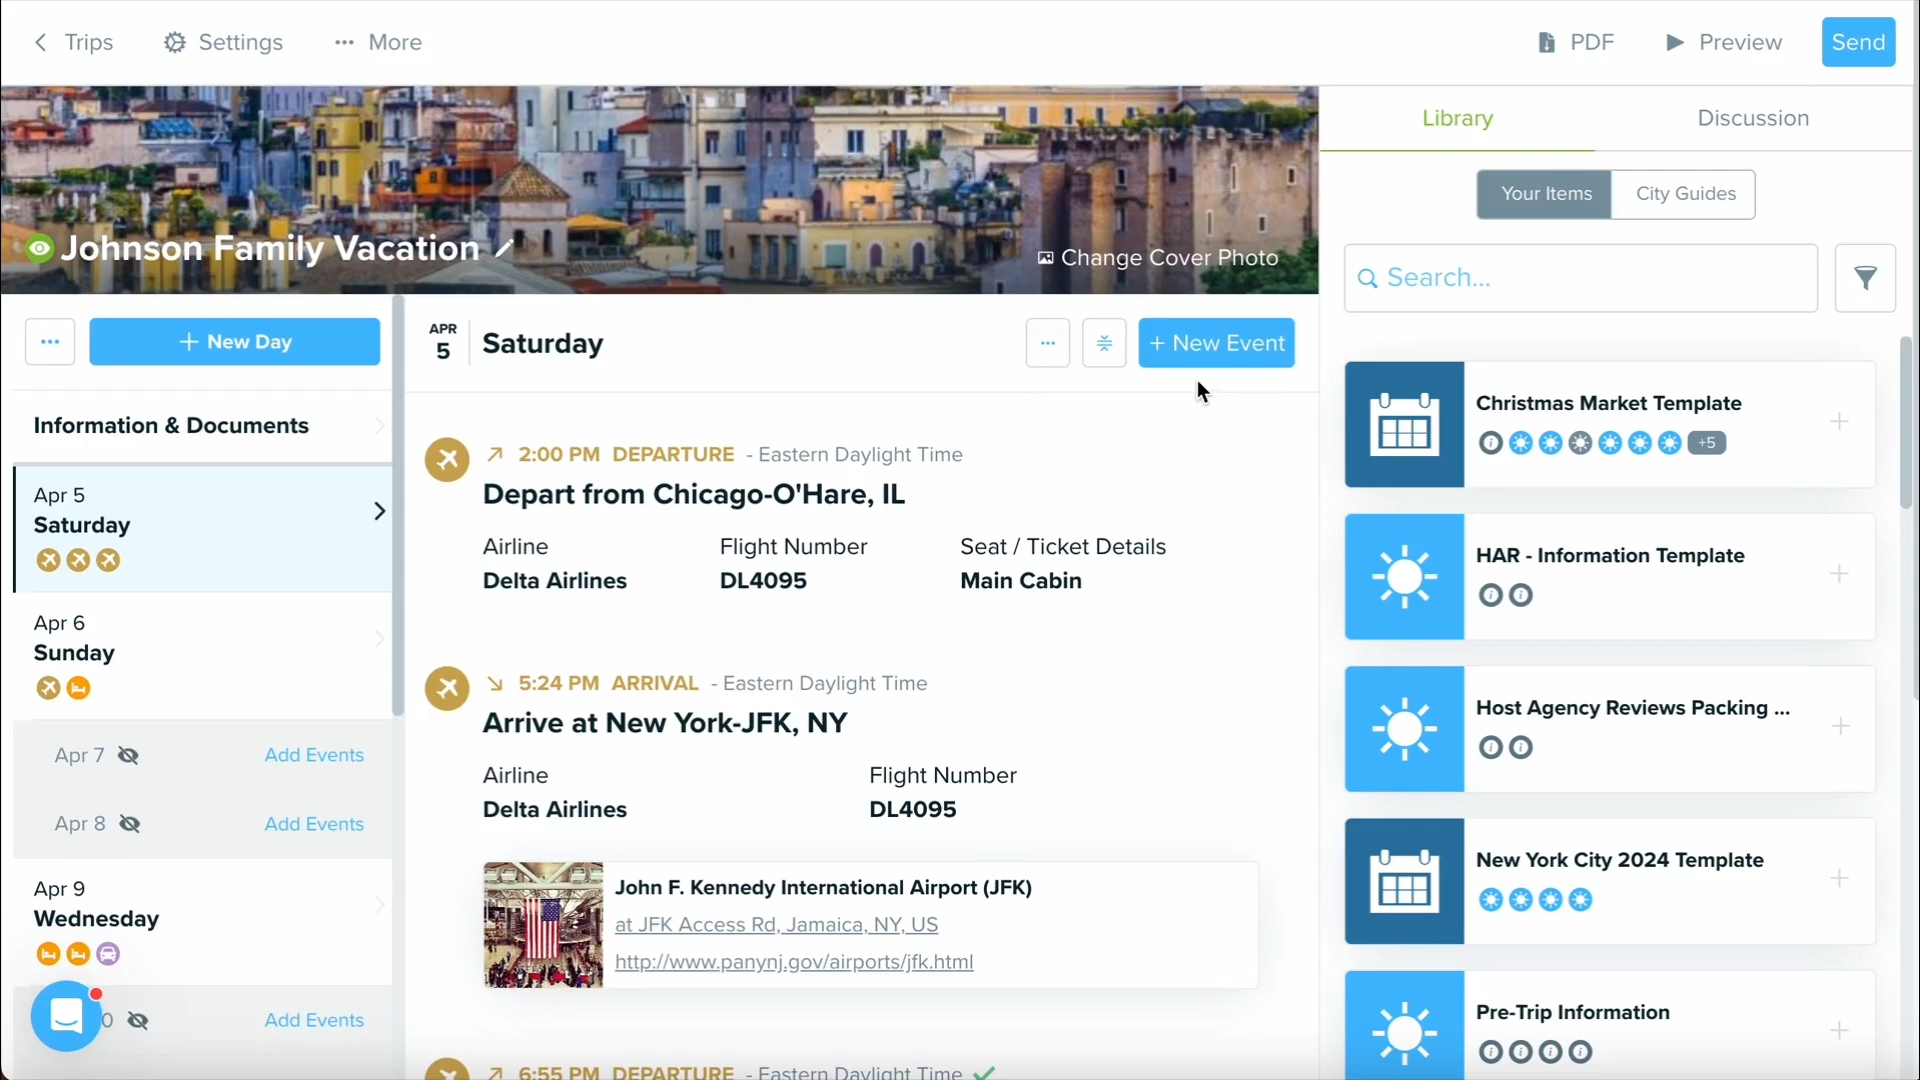 Trips
Settings
More
PDF
Preview
Send
Johnson Family Vacation
Change Cover Photo
Library
Discussion
Your Items
City Guides
Search...
New Day
Information & Documents
Apr 5
Saturday
Apr 6
Sunday
Apr 7
Add Events
Apr 8
Add Events
Apr 9
Wednesday
0
Add Events
APR
5
Saturday
+ New Event
2:00 PM DEPARTURE - Eastern Daylight Time
Depart from Chicago-O'Hare, IL
Airline Flight Number Seat / Ticket Details
Delta Airlines DL4095 Main Cabin
5:24 PM ARRIVAL - Eastern Daylight Time
Arrive at New York-JFK, NY
Airline Flight Number
Delta Airlines DL4095
John F. Kennedy International Airport (JFK)
at JFK Access Rd, Jamaica, NY, US
http://www.panynj.gov/airports/jfk.html
6:55 PM DEPARTURE - Eastern Daylight Time
Christmas Market Template
+5
HAR - Information Template
Host Agency Reviews Packing ...
New York City 2024 Template
Pre-Trip Information